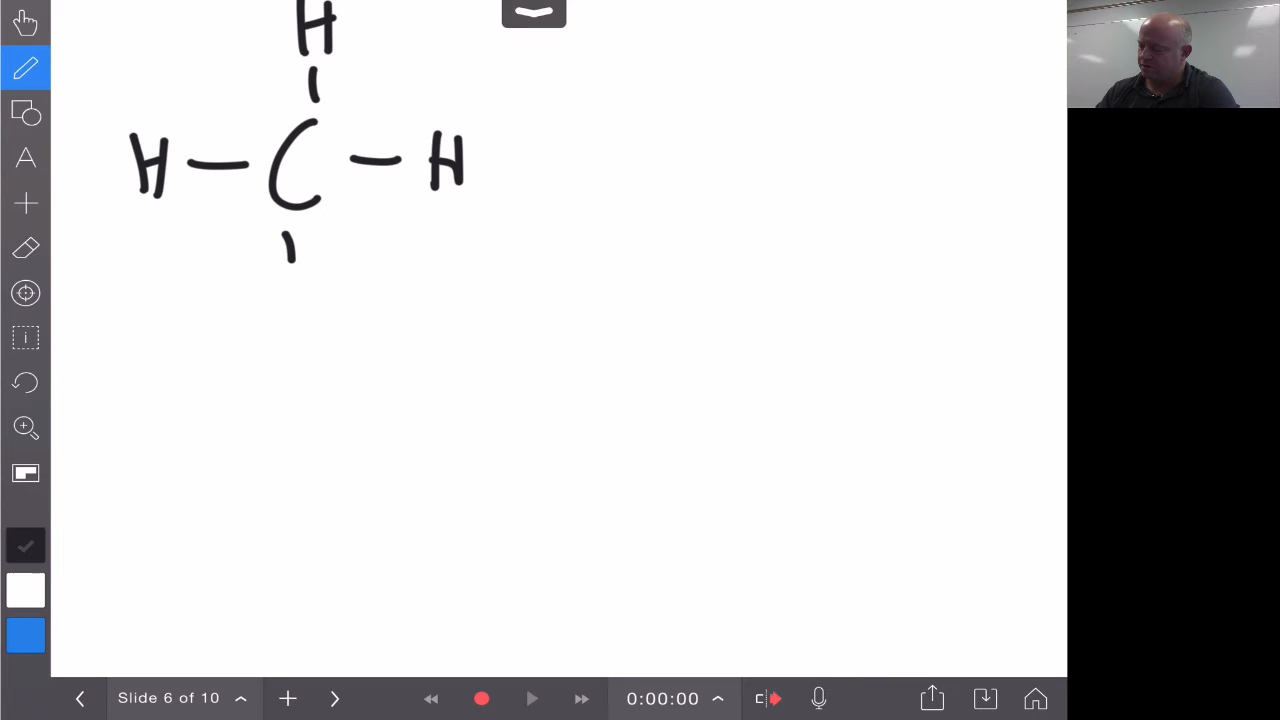 H
H — C — H
A
i
Slide 6 of 10
0:00:00